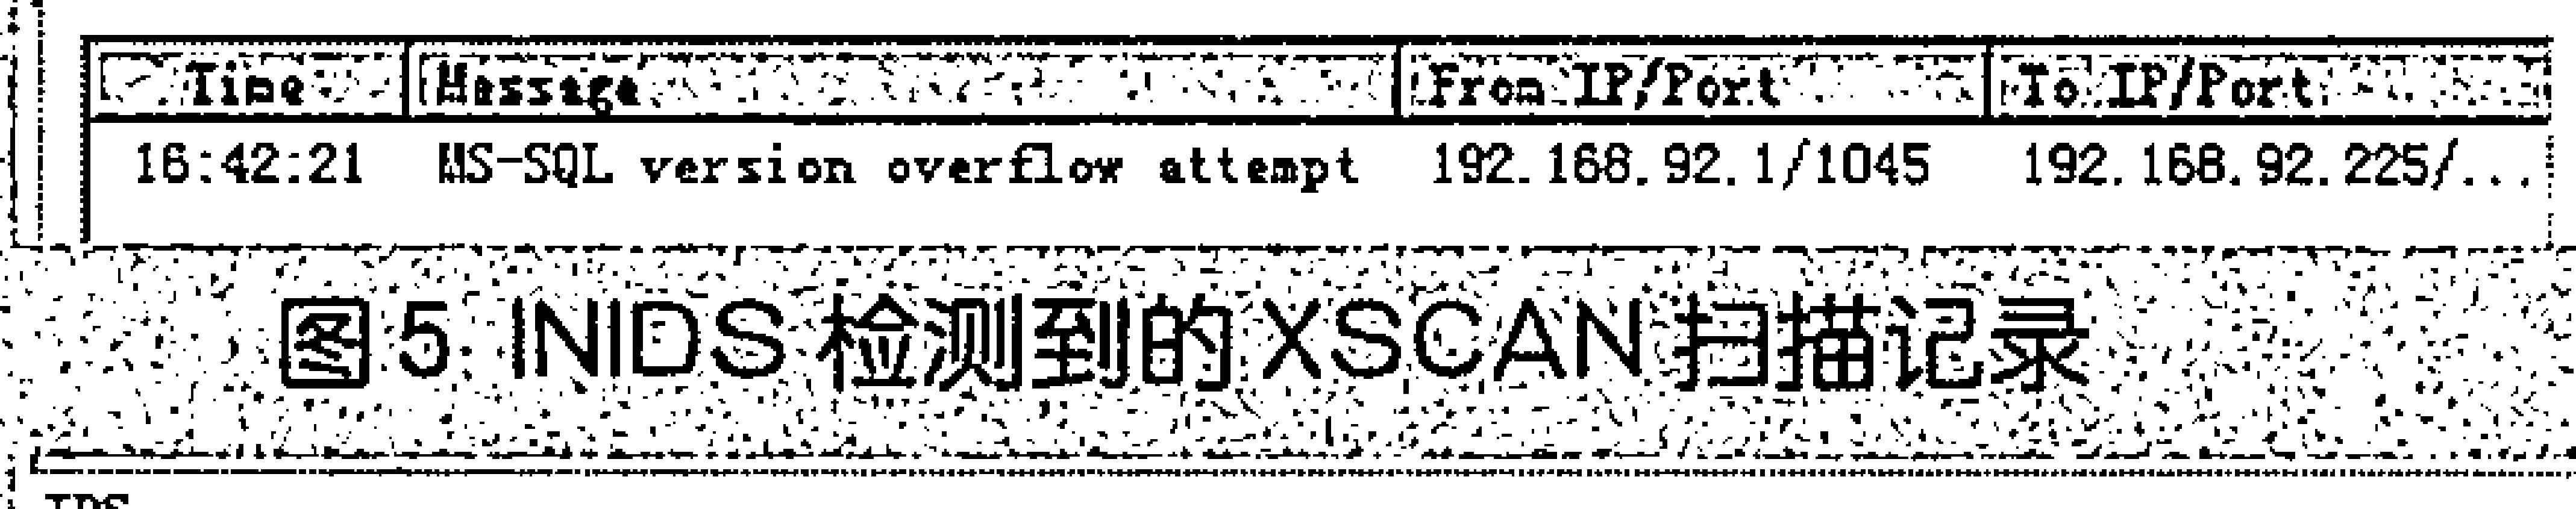 Time Message From IP/Port To IP/Port
16:42:21 MS-SQL version overflow attempt 192.168.92.1/1045 192.168.92.225/...
图5 INIDS检测到的XSCAN扫描记录